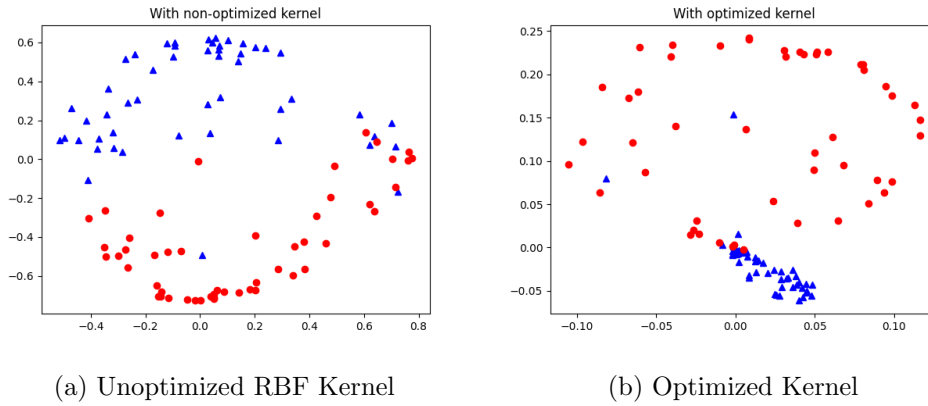 With non-optimized kernel
0.6
0.4
0.2
0.0
−0.2
−0.4
−0.6
−0.4 −0.2 0.0 0.2 0.4 0.6 0.8
(a) Unoptimized RBF Kernel
With optimized kernel
0.25
0.20
0.15
0.10
0.05
0.00
−0.05
−0.10 −0.05 0.00 0.05 0.10
(b) Optimized Kernel